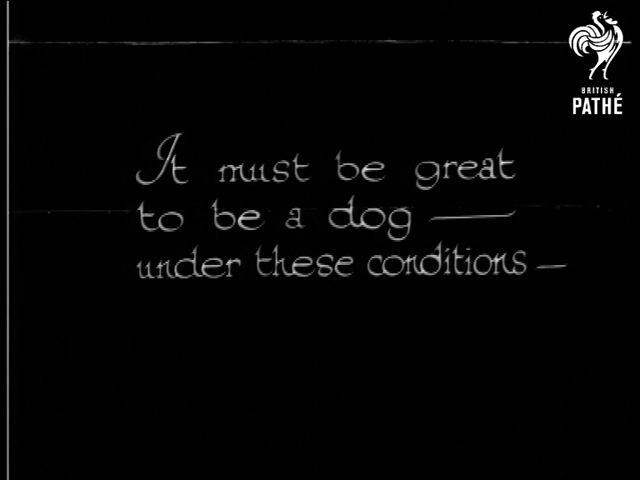 BRITISH
PATHÉ
It must be great
to be a dog —
under these conditions —